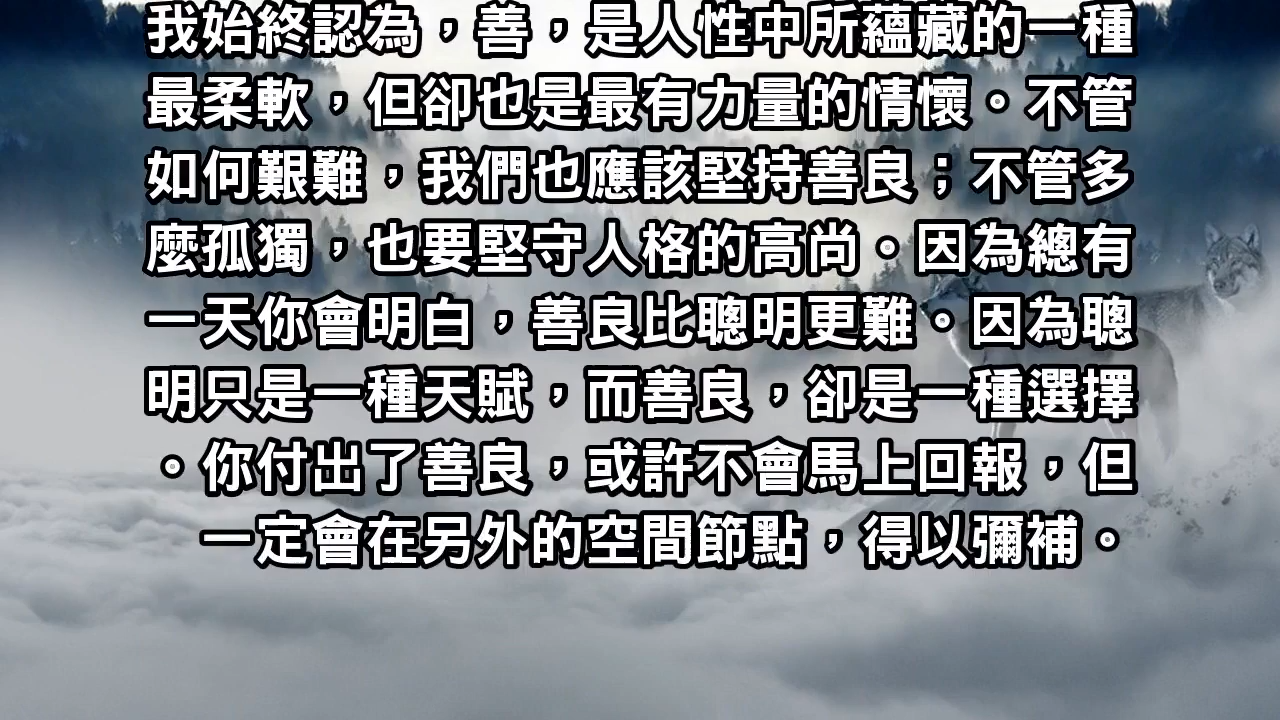 我始終認為，善，是人性中所蘊藏的一種
最柔軟，但卻也是最有力量的情懷。不管
如何艱難，我們也應該堅持善良；不管多
麼孤獨，也要堅守人格的高尚。因為總有
一天你會明白，善良比聰明更難。因為聰
明只是一種天賦，而善良，卻是一種選擇
。你付出了善良，或許不會馬上回報，但
一定會在另外的空間節點，得以彌補。